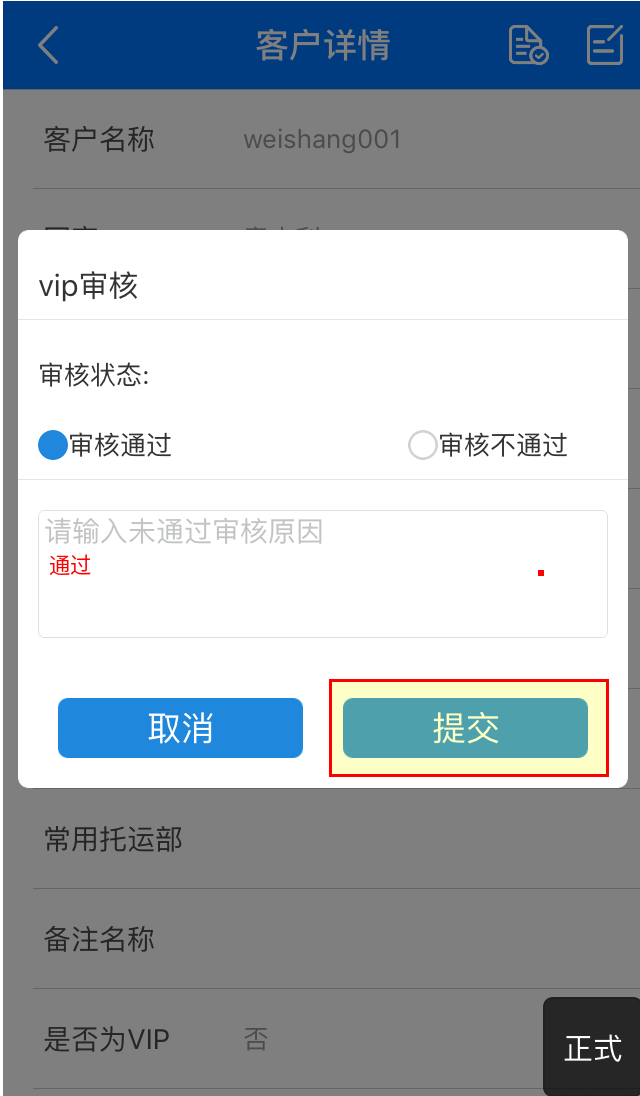 客户详情
客户名称 weishang001
vip审核
审核状态:
审核通过 审核不通过
请输入未通过审核原因
通过
取消 提交
常用托运部
备注名称
是否为VIP 否
正式